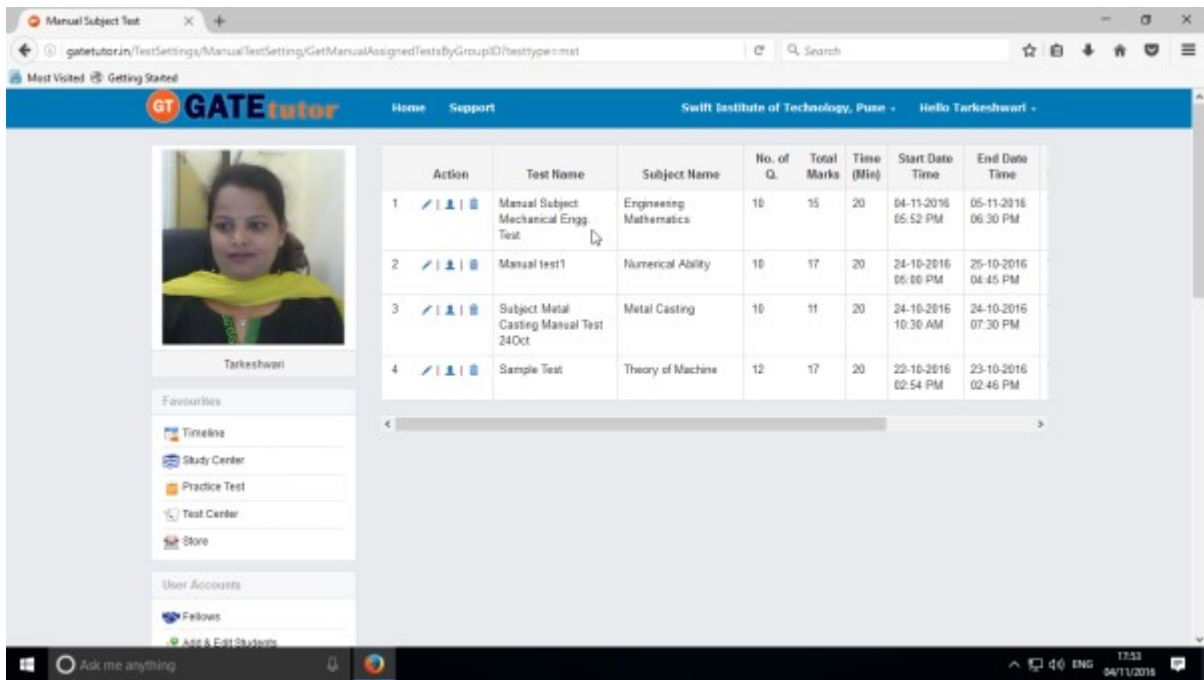 Manual Subject Test
gatetutor.in/TestSettings/ManualTestSetting/GetManualAssignedTestsByGroupID?testtype=mst
Search
Most Visited Getting Started
GT GATEtutor Home Support Swift Institute of Technology, Pune Hello Tarkeshwari
Action Test Name Subject Name No. of Q. Total Marks Time (Min) Start Date Time End Date Time
1 Manual Subject Mechanical Engg. Test Engineering Mathematics 10 15 20 04-11-2016 05:52 PM 05-11-2016 06:30 PM
2 Manual test1 Numerical Ability 10 17 20 24-10-2016 05:00 PM 25-10-2016 04:45 PM
3 Subject Metal Casting Manual Test 24Oct Metal Casting 10 11 20 24-10-2016 10:30 AM 24-10-2016 07:30 PM
4 Sample Test Theory of Machine 12 17 20 22-10-2016 02:54 PM 23-10-2016 02:46 PM
Tarkeshwari
Favourites
Timeline
Study Center
Practice Test
Test Center
Store
User Accounts
Fellows
Add & Edit Students
Ask me anything
ENG
17:53
04/11/2016